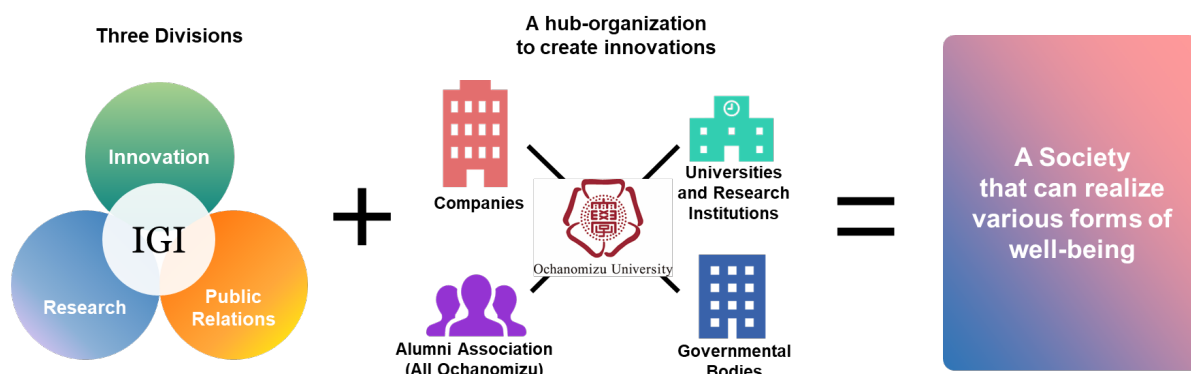 Three Divisions
Innovation
IGI
Research
Public
Relations
A hub-organization
to create innovations
Companies
Universities
and Research
Institutions
Ochanomizu University
Alumni Association
(All Ochanomizu)
Governmental
Bodies
A Society
that can realize
various forms of
well-being